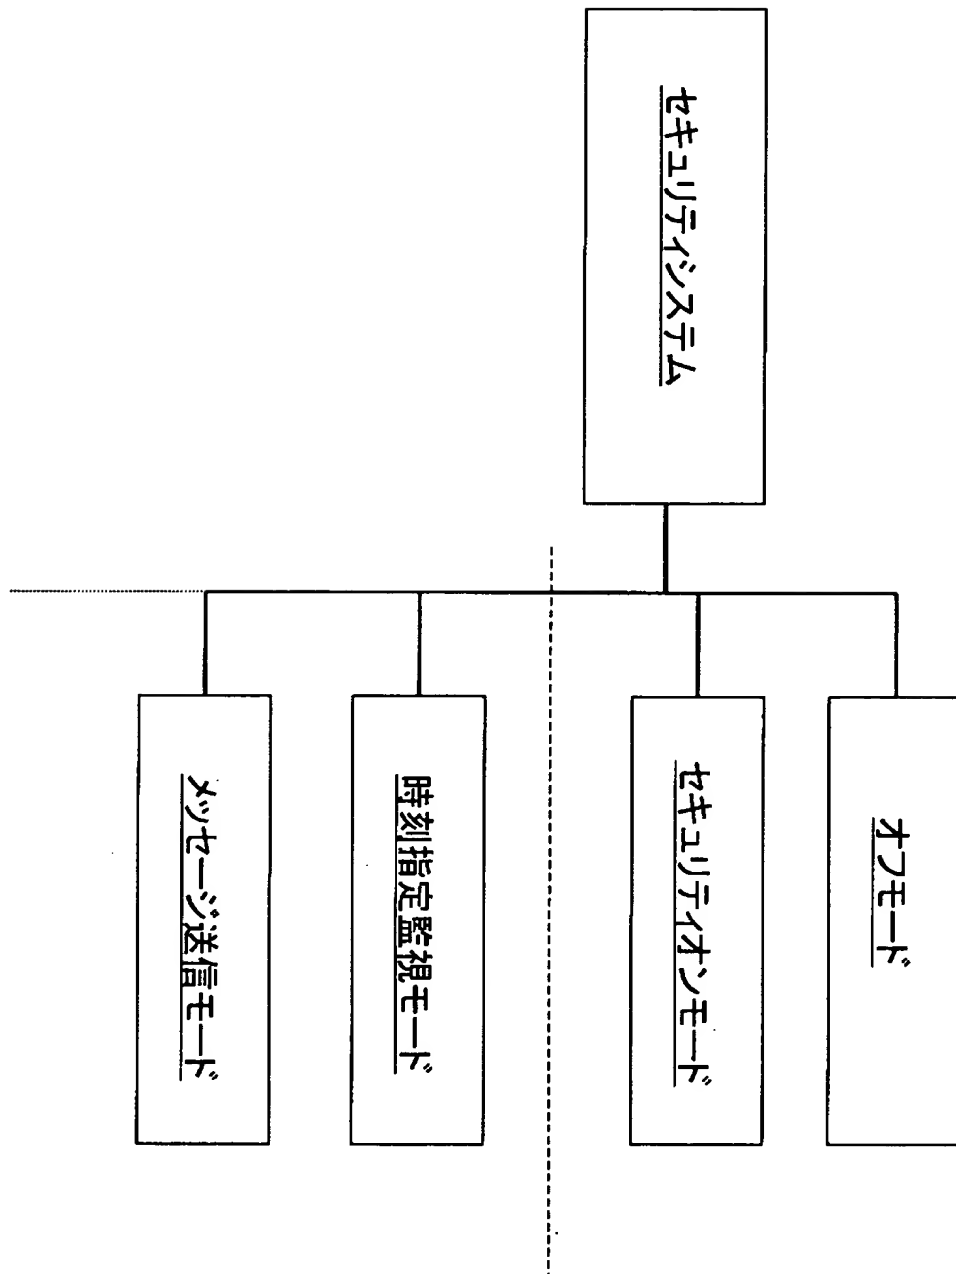 セキュリティシステム
オフモード
セキュリティオンモード
時刻指定監視モード
メッセージ送信モード